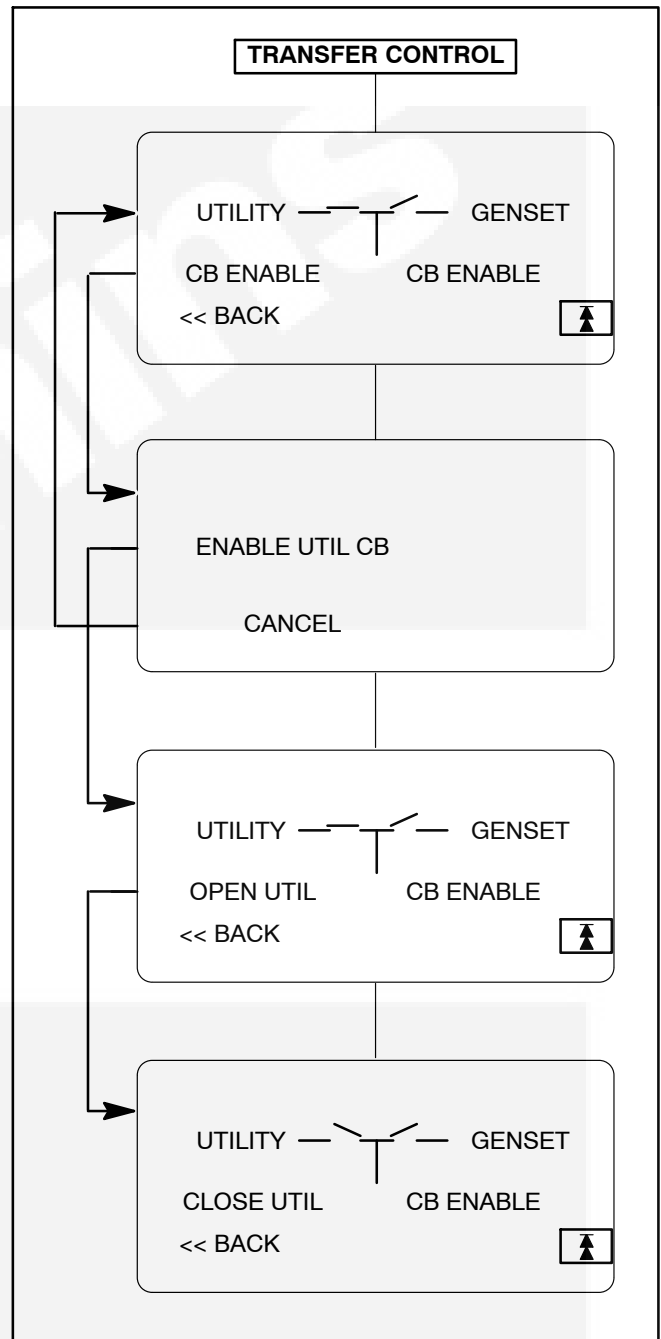 TRANSFER CONTROL
UTILITY GENSET
CB ENABLE CB ENABLE
<< BACK
ENABLE UTIL CB
CANCEL
UTILITY GENSET
OPEN UTIL CB ENABLE
<< BACK
UTILITY GENSET
CLOSE UTIL CB ENABLE
<< BACK